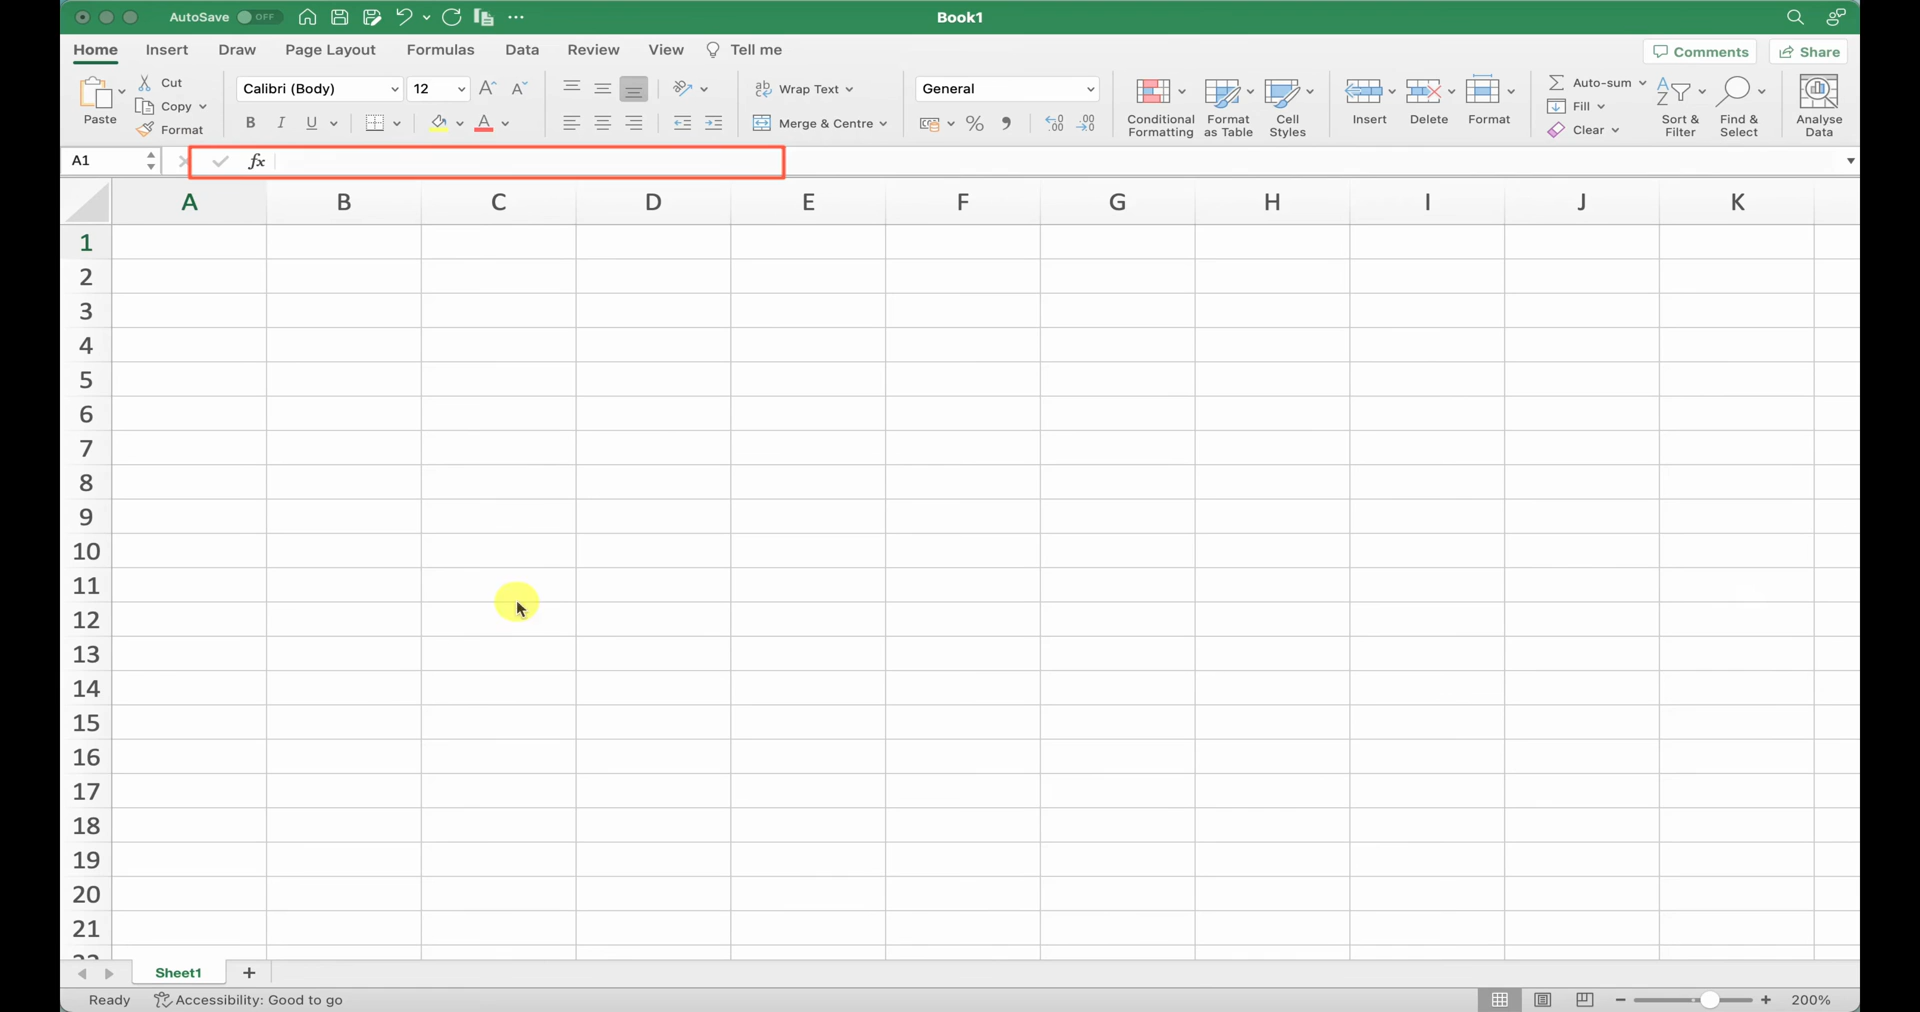 AutoSave OFF Book1
Home Insert Draw Page Layout Formulas Data Review View Tell me Comments Share
Paste
Cut
Copy
Format
Calibri (Body) 12
B I U
A
ab Wrap Text
Merge & Centre
General
% ,
Conditional Formatting
Format as Table
Cell Styles
Insert
Delete
Format
Auto-sum
Fill
Clear
Sort & Filter
Find & Select
Analyse Data
A1 fx
A B C D E F G H I J K
1
2
3
4
5
6
7
8
9
10
11
12
13
14
15
16
17
18
19
20
21
Sheet1 +
Ready Accessibility: Good to go 200%